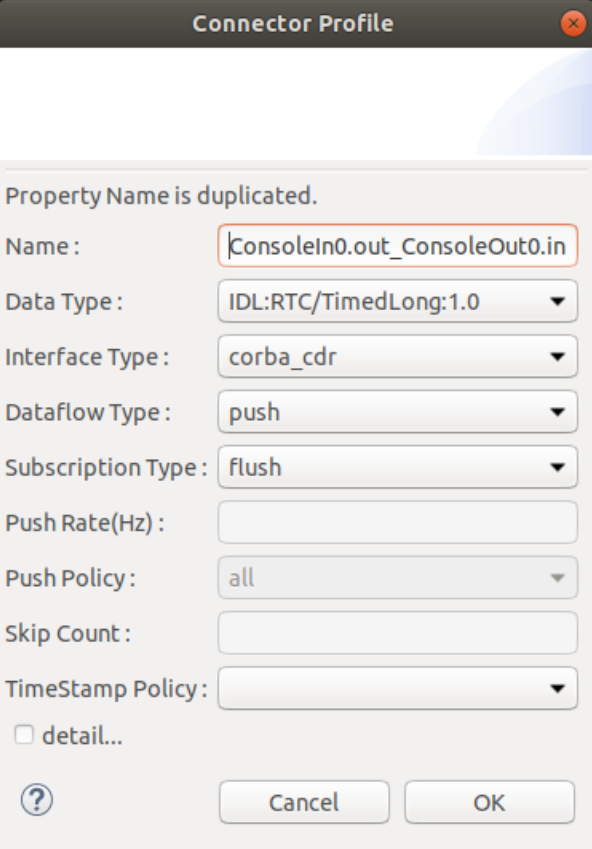 Connector Profile
Property Name is duplicated.
Name :
ConsoleIn0.out_ConsoleOut0.in
Data Type :
IDL:RTC/TimedLong:1.0
Interface Type :
corba_cdr
Dataflow Type :
push
Subscription Type :
flush
Push Rate(Hz) :
Push Policy :
all
Skip Count :
TimeStamp Policy :
detail...
?
Cancel
OK